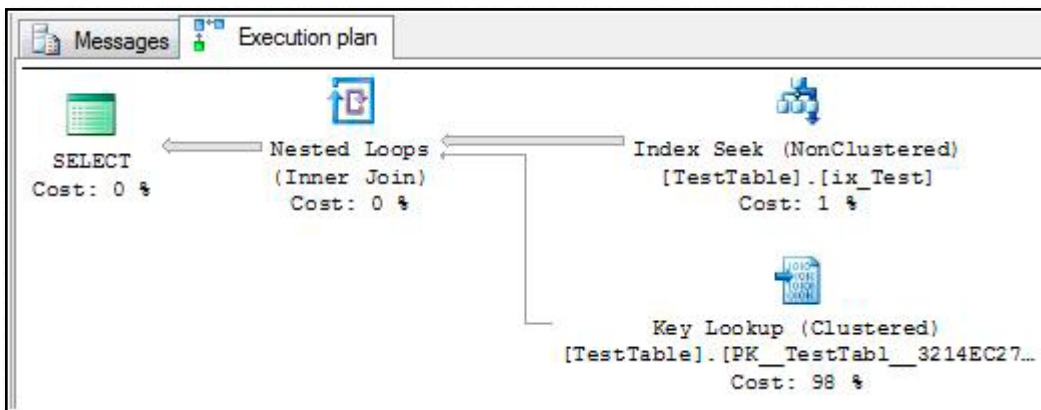 Messages
Execution plan
SELECT
Cost: 0 %
Nested Loops
(Inner Join)
Cost: 0 %
Index Seek (NonClustered)
[TestTable].[ix_Test]
Cost: 1 %
Key Lookup (Clustered)
[TestTable].[PK__TestTabl__3214EC27…
Cost: 98 %